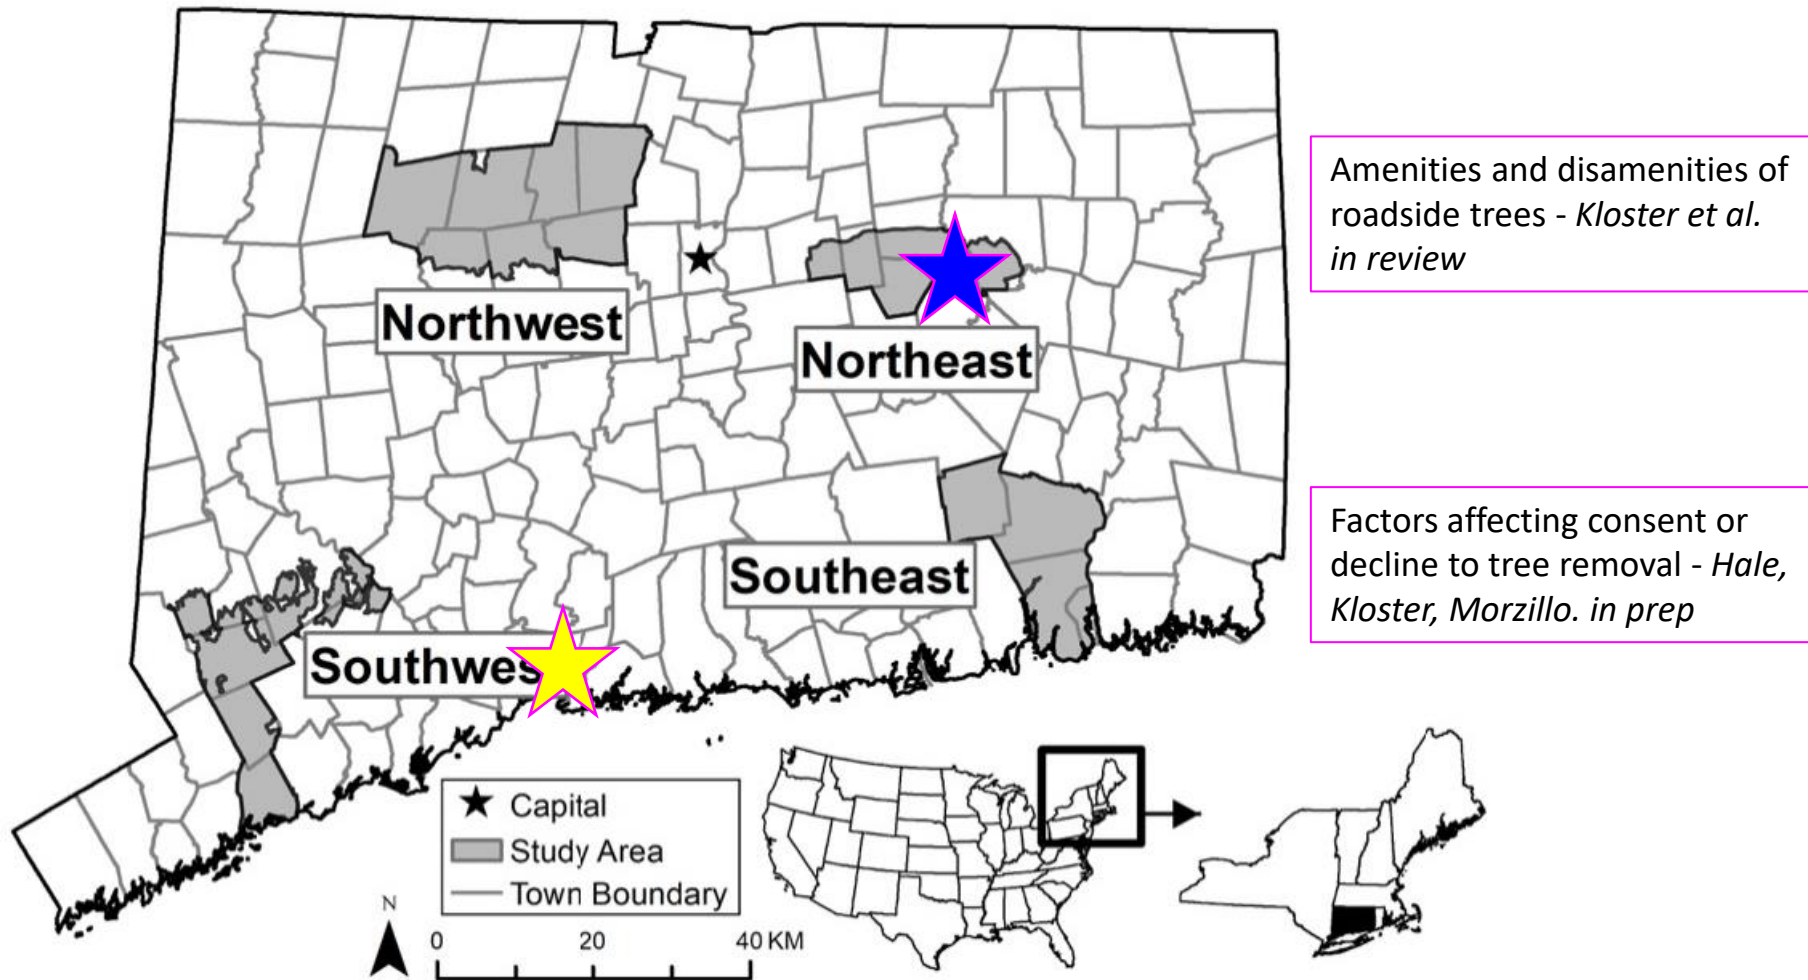 Amenities and disamenities of
roadside trees - Kloster et al.
in review
Northwest
Northeast
Factors affecting consent or
decline to tree removal - Hale,
Kloster, Morzillo. in prep
Southeast
Southwes
Capital
Study Area
Town Boundary
N
0 20 40 KM